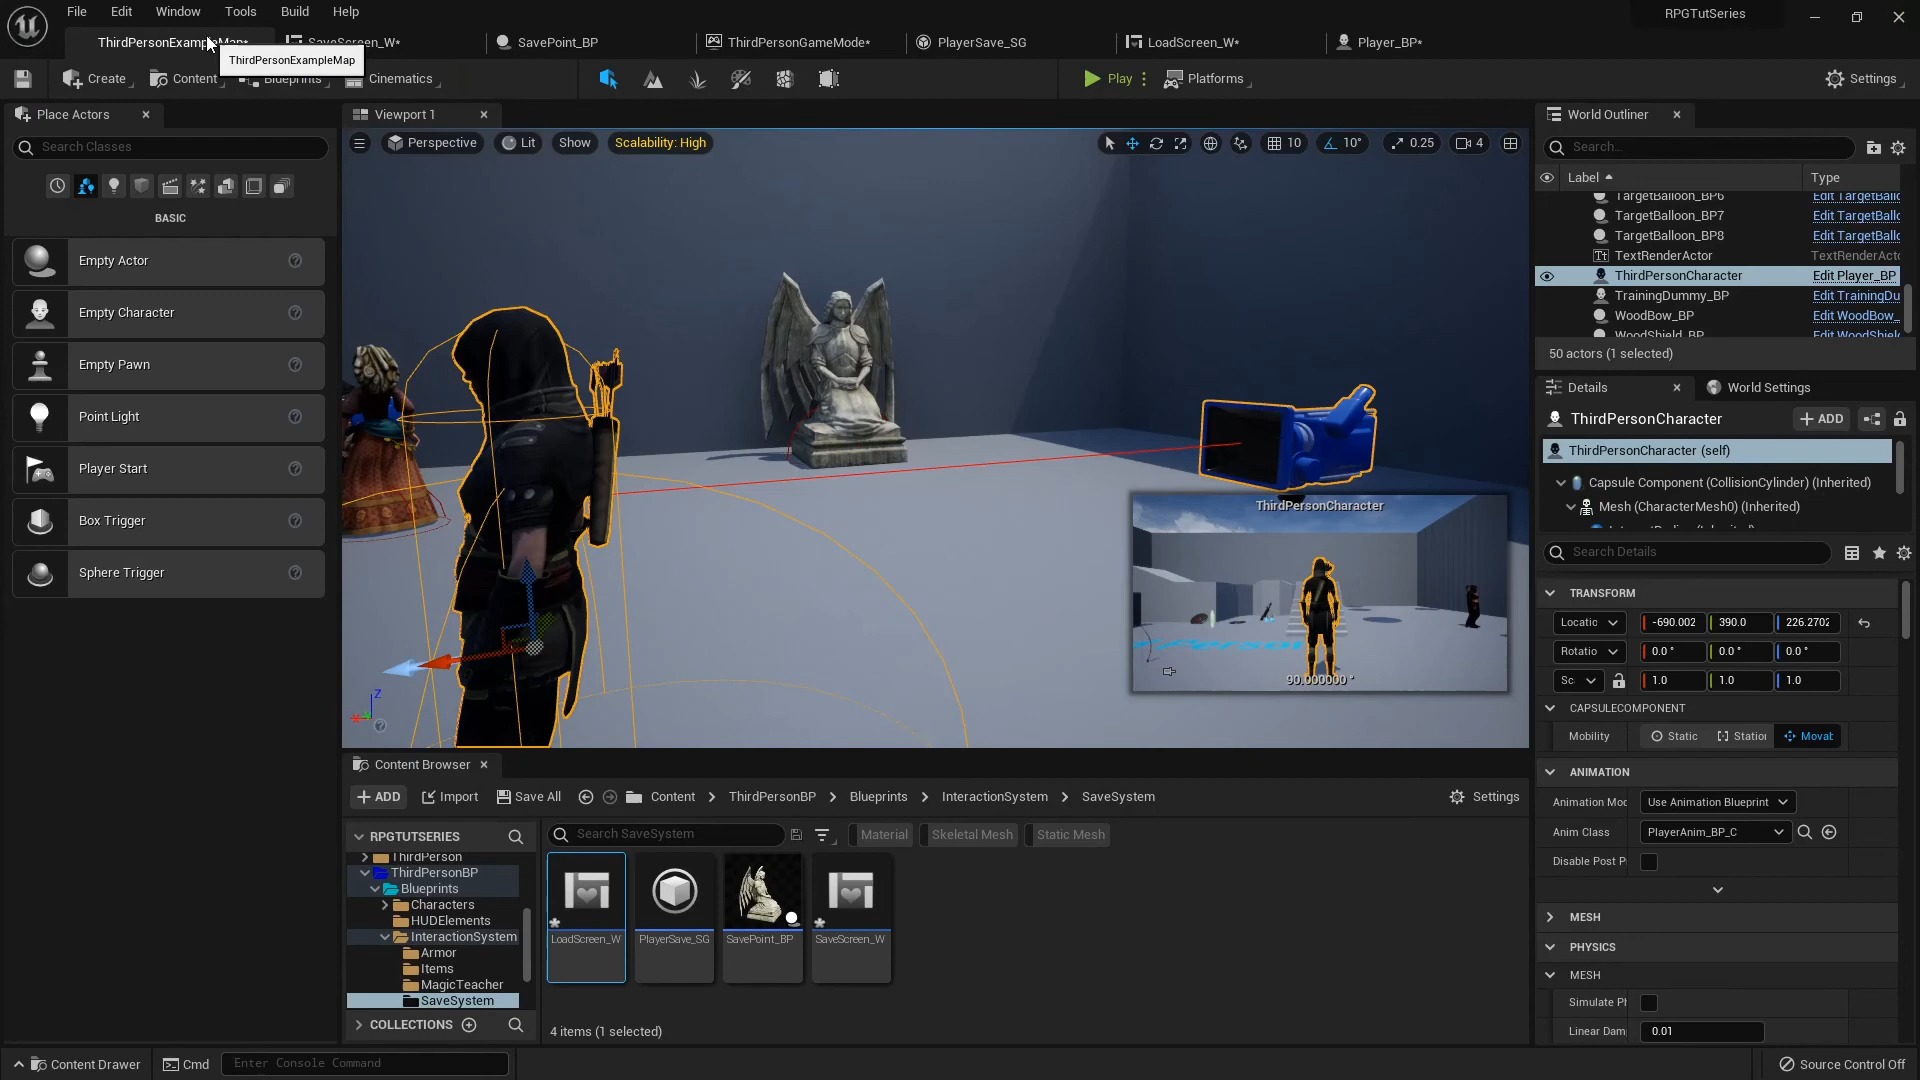 File Edit Window Tools Build Help
RPGTutSeries
ThirdPersonExampleMap* SaveScreen_W* SavePoint_BP ThirdPersonGameMode* PlayerSave_SG LoadScreen_W* Player_BP*
ThirdPersonExampleMap
Create Content Blueprints Cinematics Play Platforms Settings
Place Actors
Viewport 1
World Outliner
Search Classes
Perspective Lit Show Scalability: High 10 10° 0.25 4
Search...
Label Type
BASIC
TargetBalloon_BP6 Edit TargetBallo
TargetBalloon_BP7 Edit TargetBallo
TargetBalloon_BP8 Edit TargetBallo
TextRenderActor TextRenderActo
ThirdPersonCharacter Edit Player_BP
TrainingDummy_BP Edit TrainingDu
WoodBow_BP Edit WoodBow_
WoodShield_BP Edit WoodShiel
50 actors (1 selected)
Empty Actor
Empty Character
Empty Pawn
Point Light
Player Start
Box Trigger
Sphere Trigger
ThirdPersonCharacter
90.000000 °
Z
Details World Settings
ThirdPersonCharacter ADD
ThirdPersonCharacter (self)
Capsule Component (CollisionCylinder) (Inherited)
Mesh (CharacterMesh0) (Inherited)
Search Details
TRANSFORM
Locatic -690.002 390.0 226.2702
Rotatio 0.0 ° 0.0 ° 0.0 °
Sc 1.0 1.0 1.0
CAPSULECOMPONENT
Mobility Static Station Movab
ANIMATION
Animation Moc Use Animation Blueprint
Anim Class PlayerAnim_BP_C
Disable Post P
MESH
PHYSICS
MESH
Simulate Ph
Linear Dam 0.01
Content Browser
ADD Import Save All Content ThirdPersonBP Blueprints InteractionSystem SaveSystem Settings
RPGTUTSERIES
Search SaveSystem Material Skeletal Mesh Static Mesh
ThirdPerson
ThirdPersonBP
Blueprints
Characters
HUDElements
InteractionSystem
Armor
Items
MagicTeacher
SaveSystem
COLLECTIONS
LoadScreen_W PlayerSave_SG SavePoint_BP SaveScreen_W
4 items (1 selected)
Content Drawer Cmd Enter Console Command Source Control Off